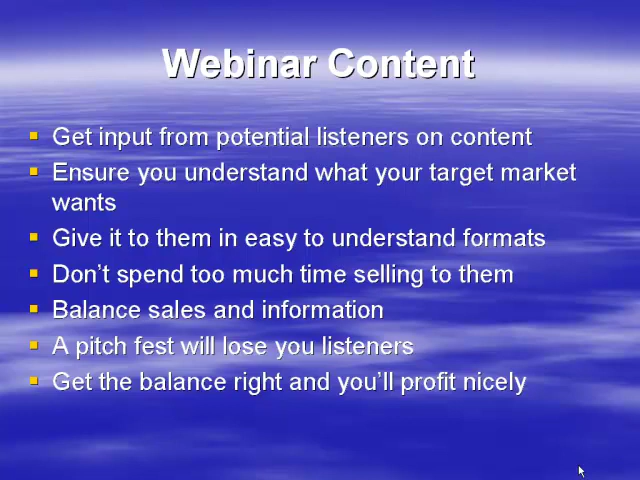 Webinar Content
Get input from potential listeners on content
Ensure you understand what your target market
wants
Give it to them in easy to understand formats
Don't spend too much time selling to them
Balance sales and information
A pitch fest will lose you listeners
Get the balance right and you'll profit nicely